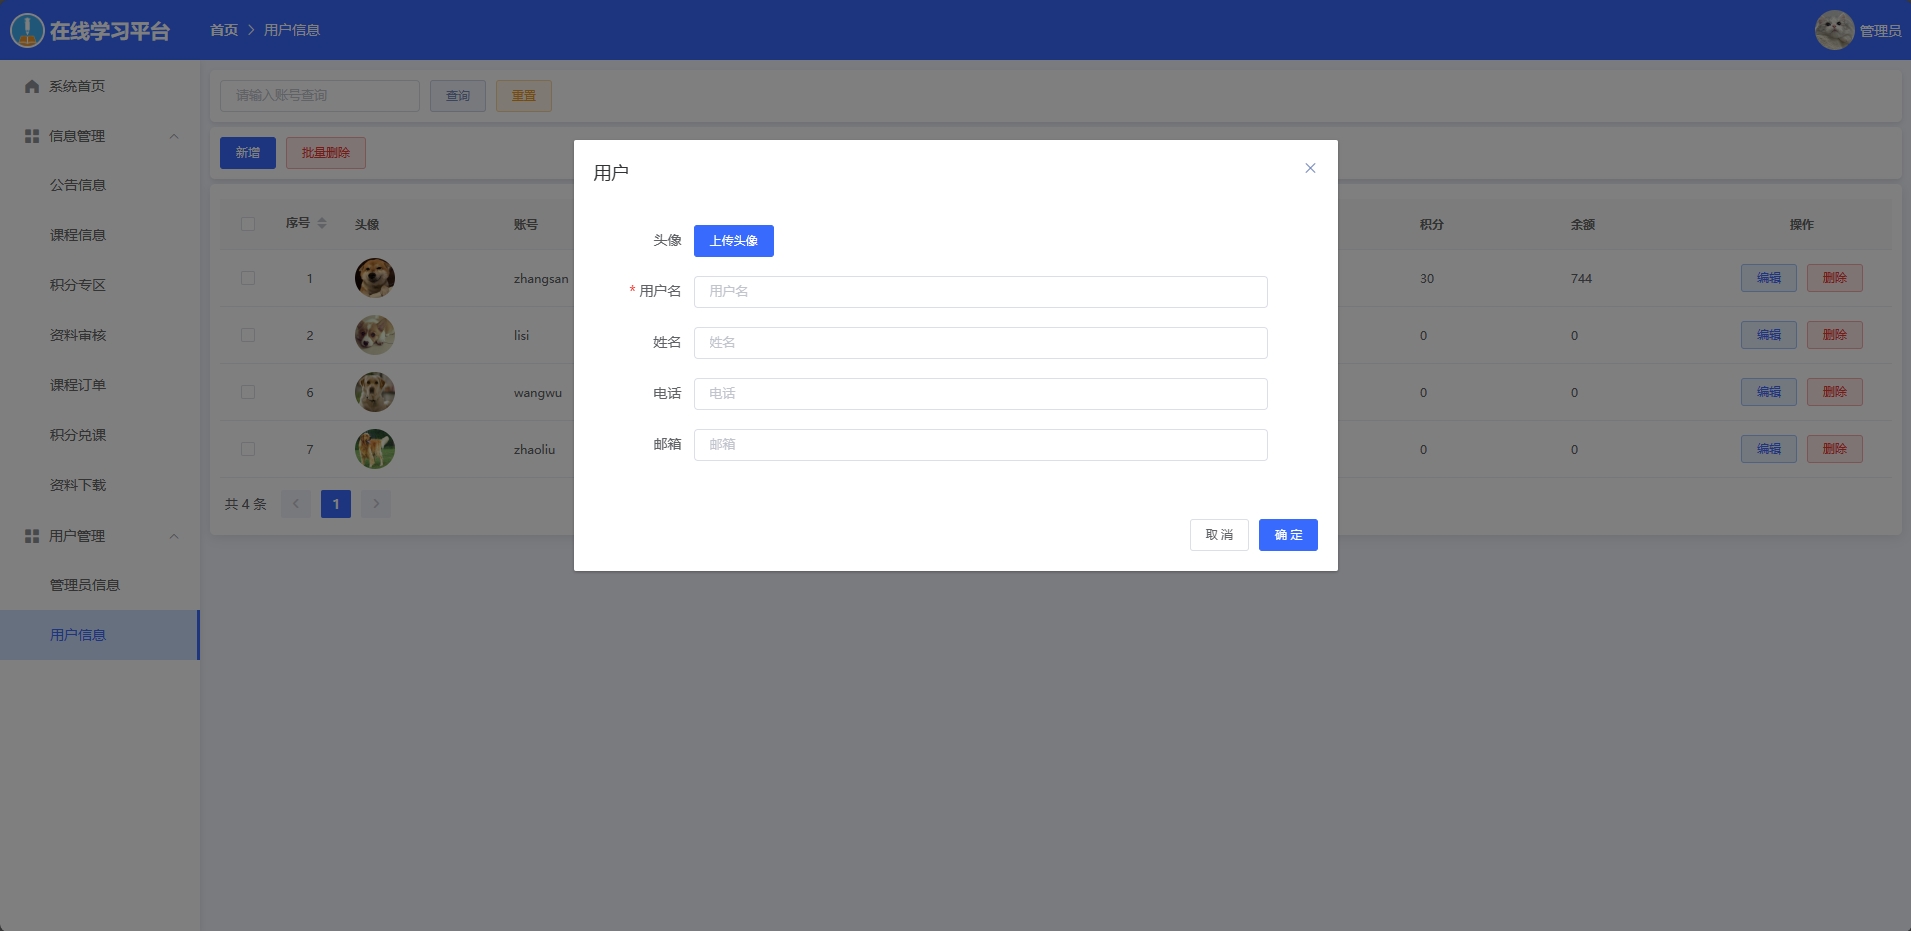 在线学习平台
首页 > 用户信息
管理员
系统首页
信息管理
公告信息
课程信息
积分专区
资料审核
课程订单
积分兑课
资料下载
用户管理
管理员信息
用户信息
请输入账号查询 查询 重置
新增 批量删除
序号 头像 账号 积分 余额 操作
1 zhangsan 30 744 编辑 删除
2 lisi 0 0 编辑 删除
6 wangwu 0 0 编辑 删除
7 zhaoliu 0 0 编辑 删除
共 4 条 1
用户
头像 上传头像
* 用户名 用户名
姓名 姓名
电话 电话
邮箱 邮箱
取 消 确 定